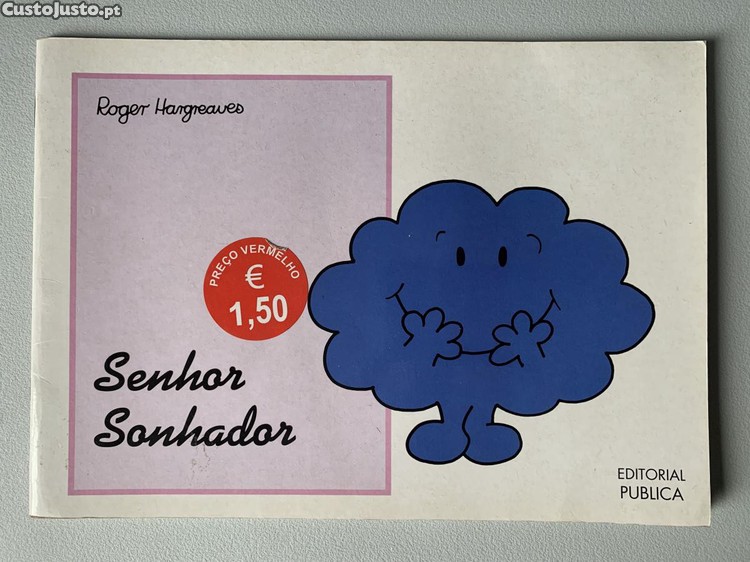 CustoJusto.pt
Roger Hargreaves
PREÇO VERMELHO
€
1,50
Senhor
Sonhador
EDITORIAL
PUBLICA